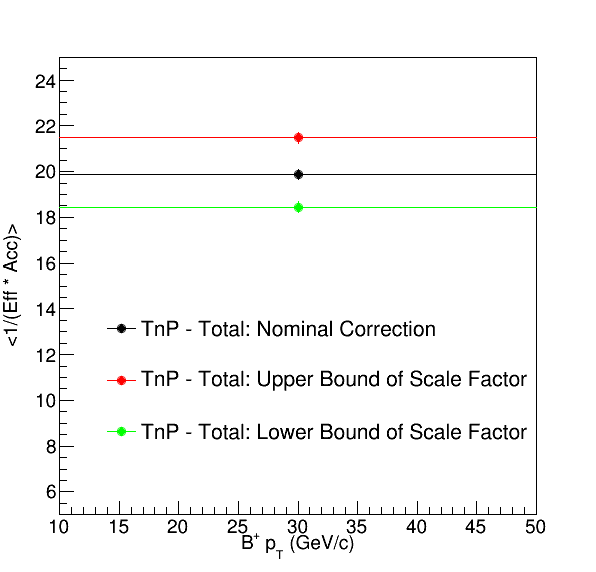 24
22
20
18
16
14
12
10
8
6
<1/(Eff * Acc)>
TnP - Total: Nominal Correction
TnP - Total: Upper Bound of Scale Factor
TnP - Total: Lower Bound of Scale Factor
10 15 20 25 30 35 40 45 50
B+ pT (GeV/c)